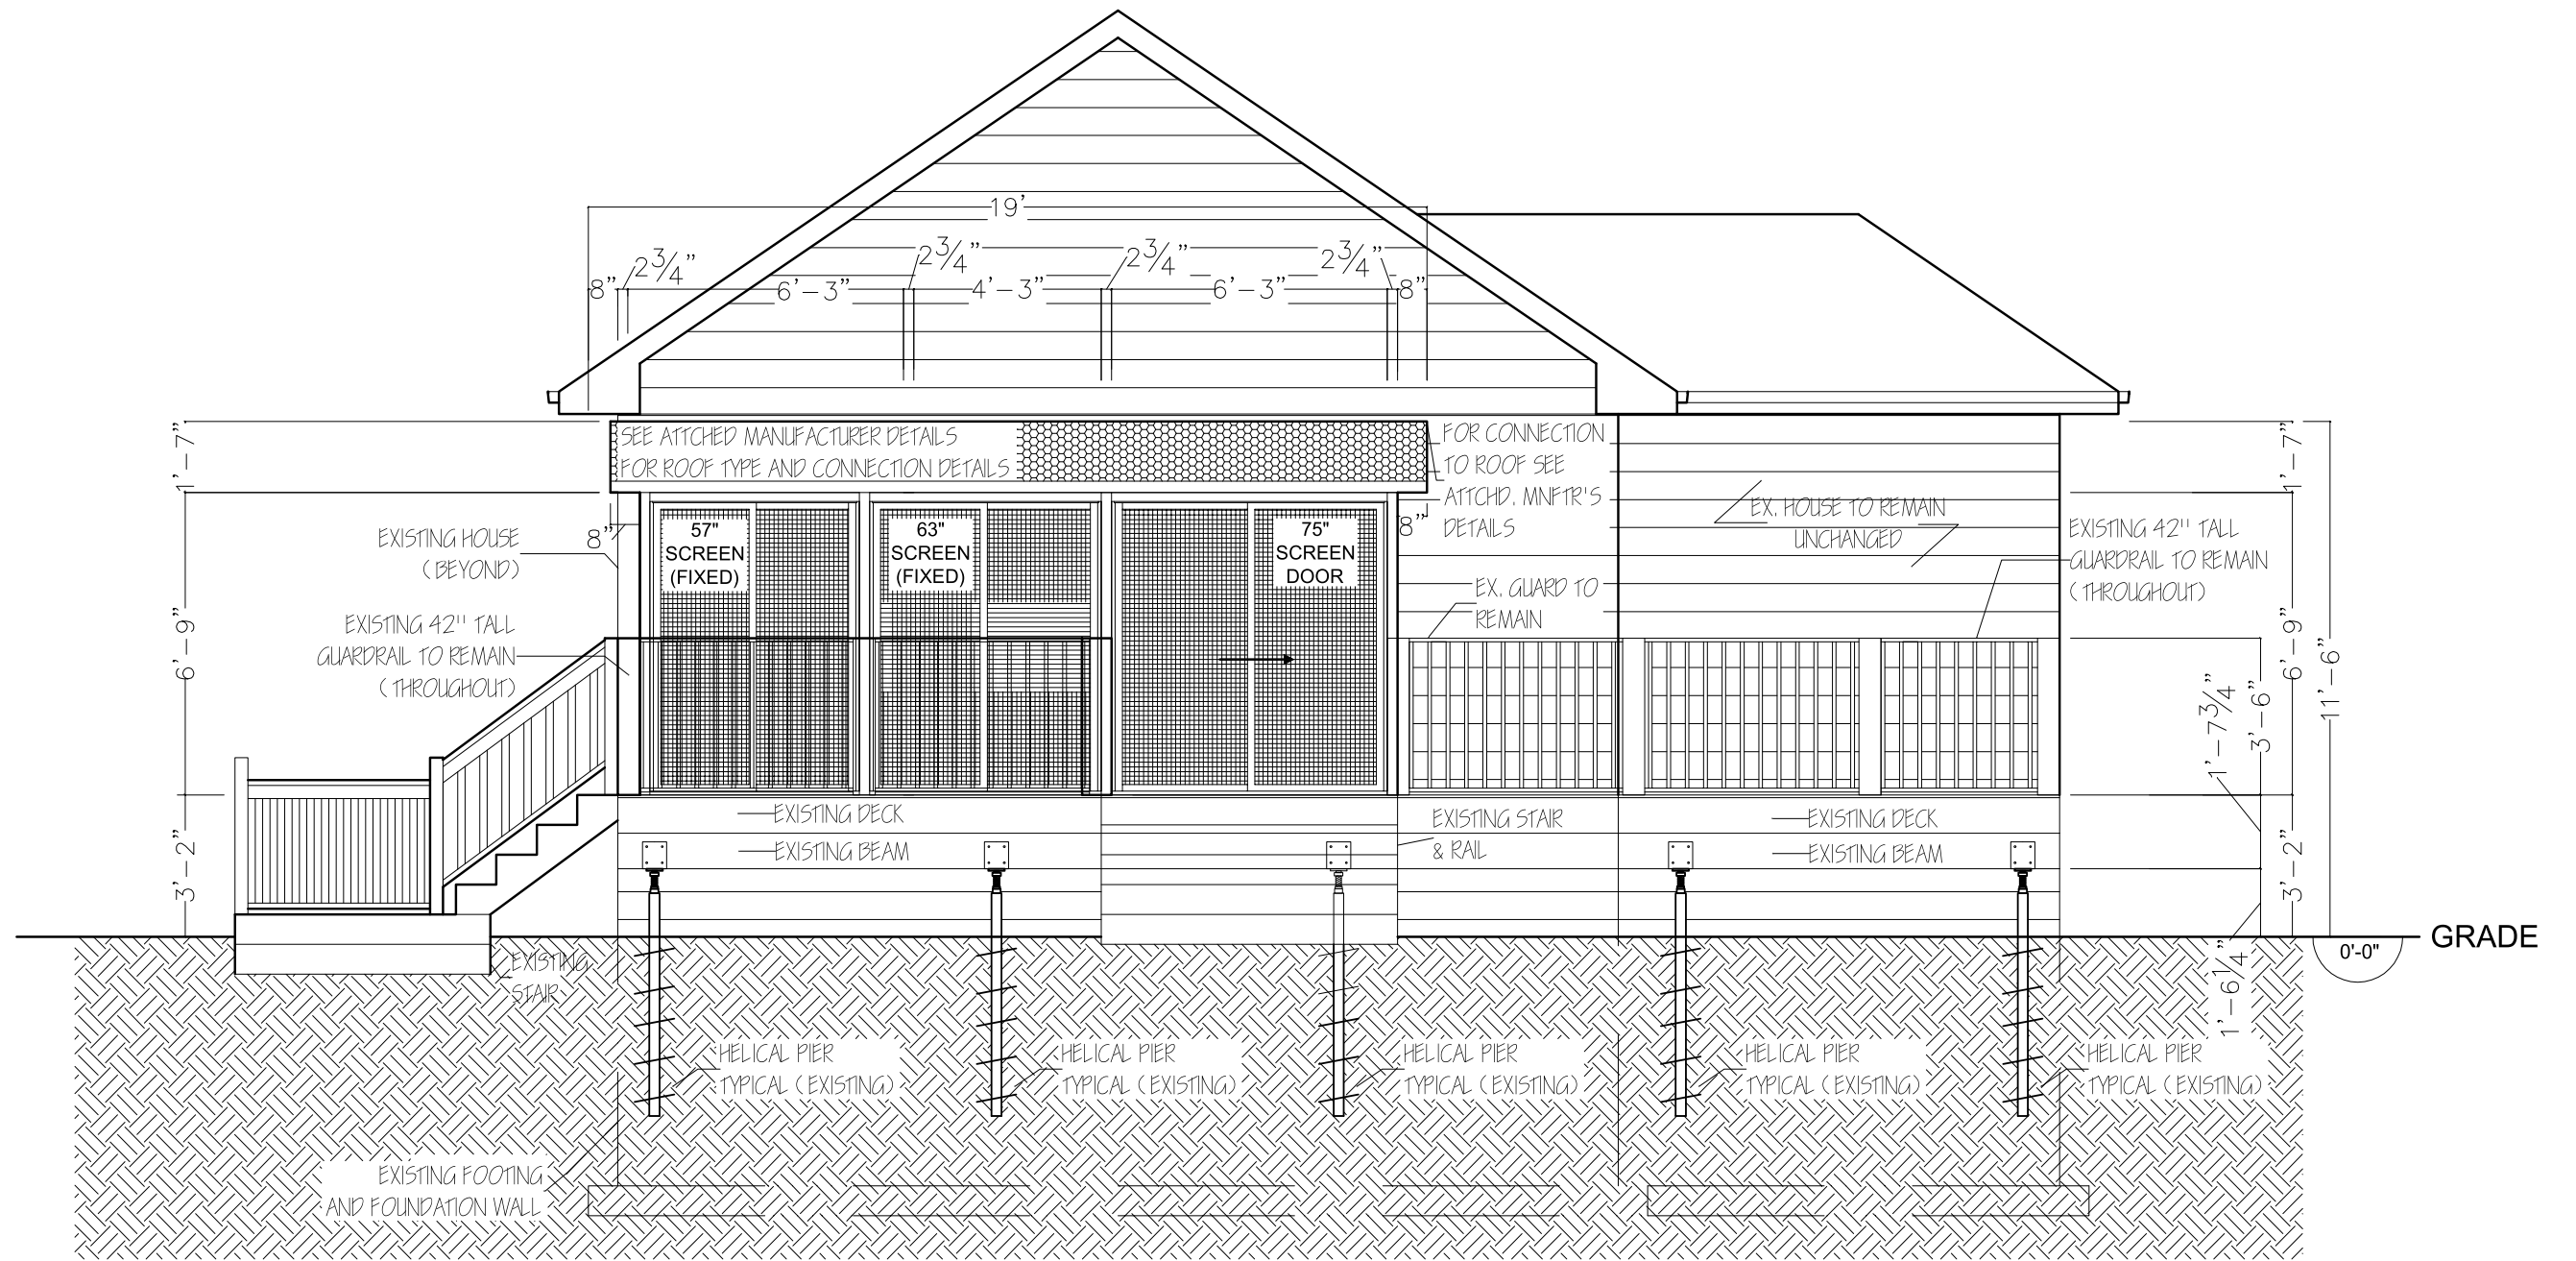 19'
2 3/4"
2 3/4"
2 3/4"
2 3/4"
8"
6'-3"
4'-3"
6'-3"
8"
1'-7"
SEE ATTCHED MANUFACTURER DETAILS
FOR ROOF TYPE AND CONNECTION DETAILS
FOR CONNECTION
TO ROOF SEE
ATTCHD. MNFTR'S
DETAILS
1'-7"
EX. HOUSE TO REMAIN
UNCHANGED
EXISTING HOUSE
(BEYOND)
8"
57"
SCREEN
(FIXED)
63"
SCREEN
(FIXED)
75"
SCREEN
DOOR
8"
EXISTING 42" TALL
GUARDRAIL TO REMAIN
(THROUGHOUT)
EX. GUARD TO
REMAIN
6'-9"
EXISTING 42" TALL
GUARDRAIL TO REMAIN
(THROUGHOUT)
1'-7 3/4"
3'-6"
6'-9"
11'-6"
3'-2"
EXISTING DECK
EXISTING BEAM
EXISTING STAIR
& RAIL
EXISTING DECK
EXISTING BEAM
3'-2"
GRADE
0'-0"
1'-6 1/4"
EXISTING
STAIR
HELICAL PIER
TYPICAL (EXISTING)
HELICAL PIER
TYPICAL (EXISTING)
HELICAL PIER
TYPICAL (EXISTING)
HELICAL PIER
TYPICAL (EXISTING)
HELICAL PIER
TYPICAL (EXISTING)
EXISTING FOOTING
AND FOUNDATION WALL